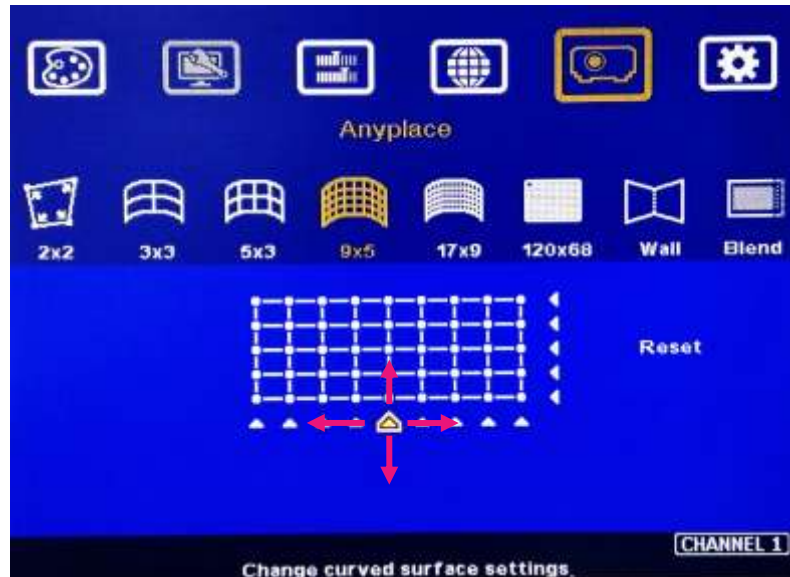 Anyplace
2x2 3x3 5x3 9x5 17x9 120x68 Wall Blend
Reset
CHANNEL 1
Change curved surface settings